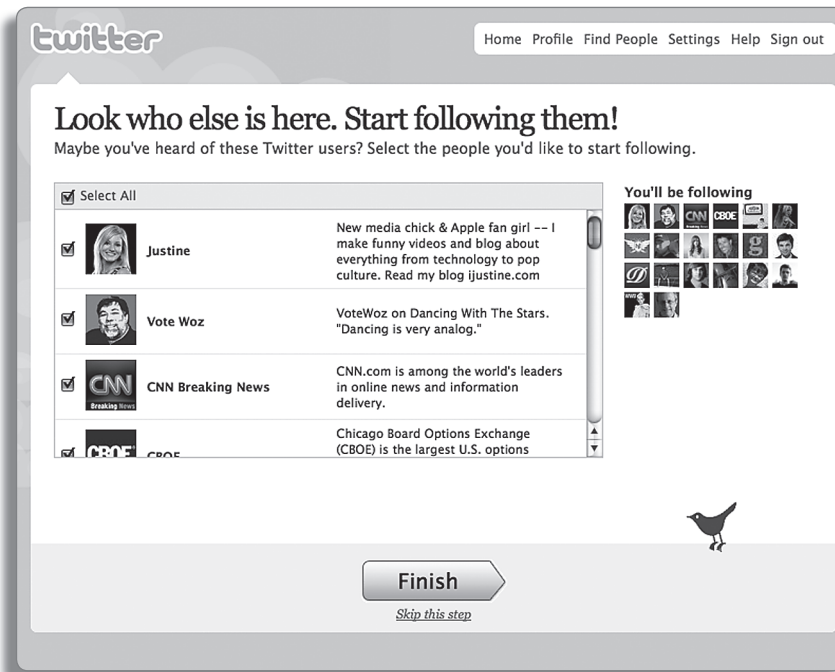 twitter
Home Profile Find People Settings Help Sign out
Look who else is here. Start following them!
Maybe you've heard of these Twitter users? Select the people you'd like to start following.
Select All
Justine
New media chick & Apple fan girl -- I
make funny videos and blog about
everything from technology to pop
culture. Read my blog ijustine.com
Vote Woz
VoteWoz on Dancing With The Stars.
"Dancing is very analog."
CNN
Breaking News
CNN Breaking News
CNN.com is among the world's leaders
in online news and information
delivery.
CBOE
CBOE
Chicago Board Options Exchange
(CBOE) is the largest U.S. options
You'll be following
CNN
CBOE
Finish
Skip this step